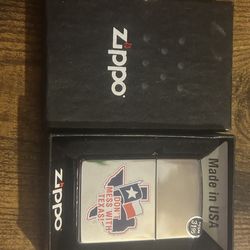 zippo
DON'T
MESS WITH
TEXAS!
zippo
Made in USA